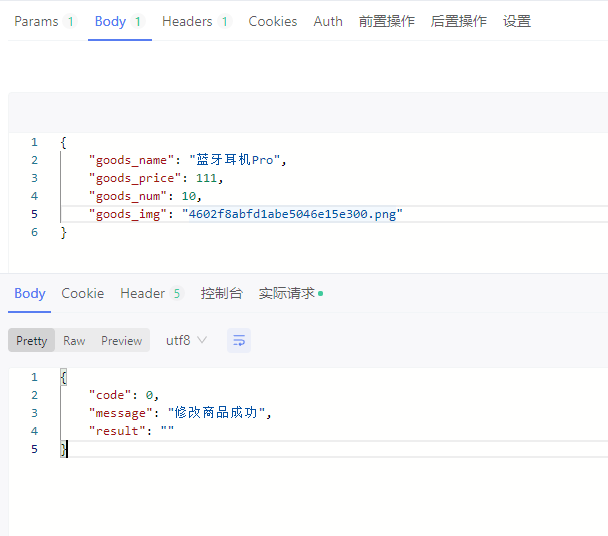 Params 1 Body 1 Headers 1 Cookies Auth 前置操作 后置操作 设置
1 {
2 "goods_name": "蓝牙耳机Pro",
3 "goods_price": 111,
4 "goods_num": 10,
5 "goods_img": "4602f8abfd1abe5046e15e300.png"
6 }
Body Cookie Header 5 控制台 实际请求
Pretty Raw Preview utf8
1 {
2 "code": 0,
3 "message": "修改商品成功",
4 "result": ""
5 }